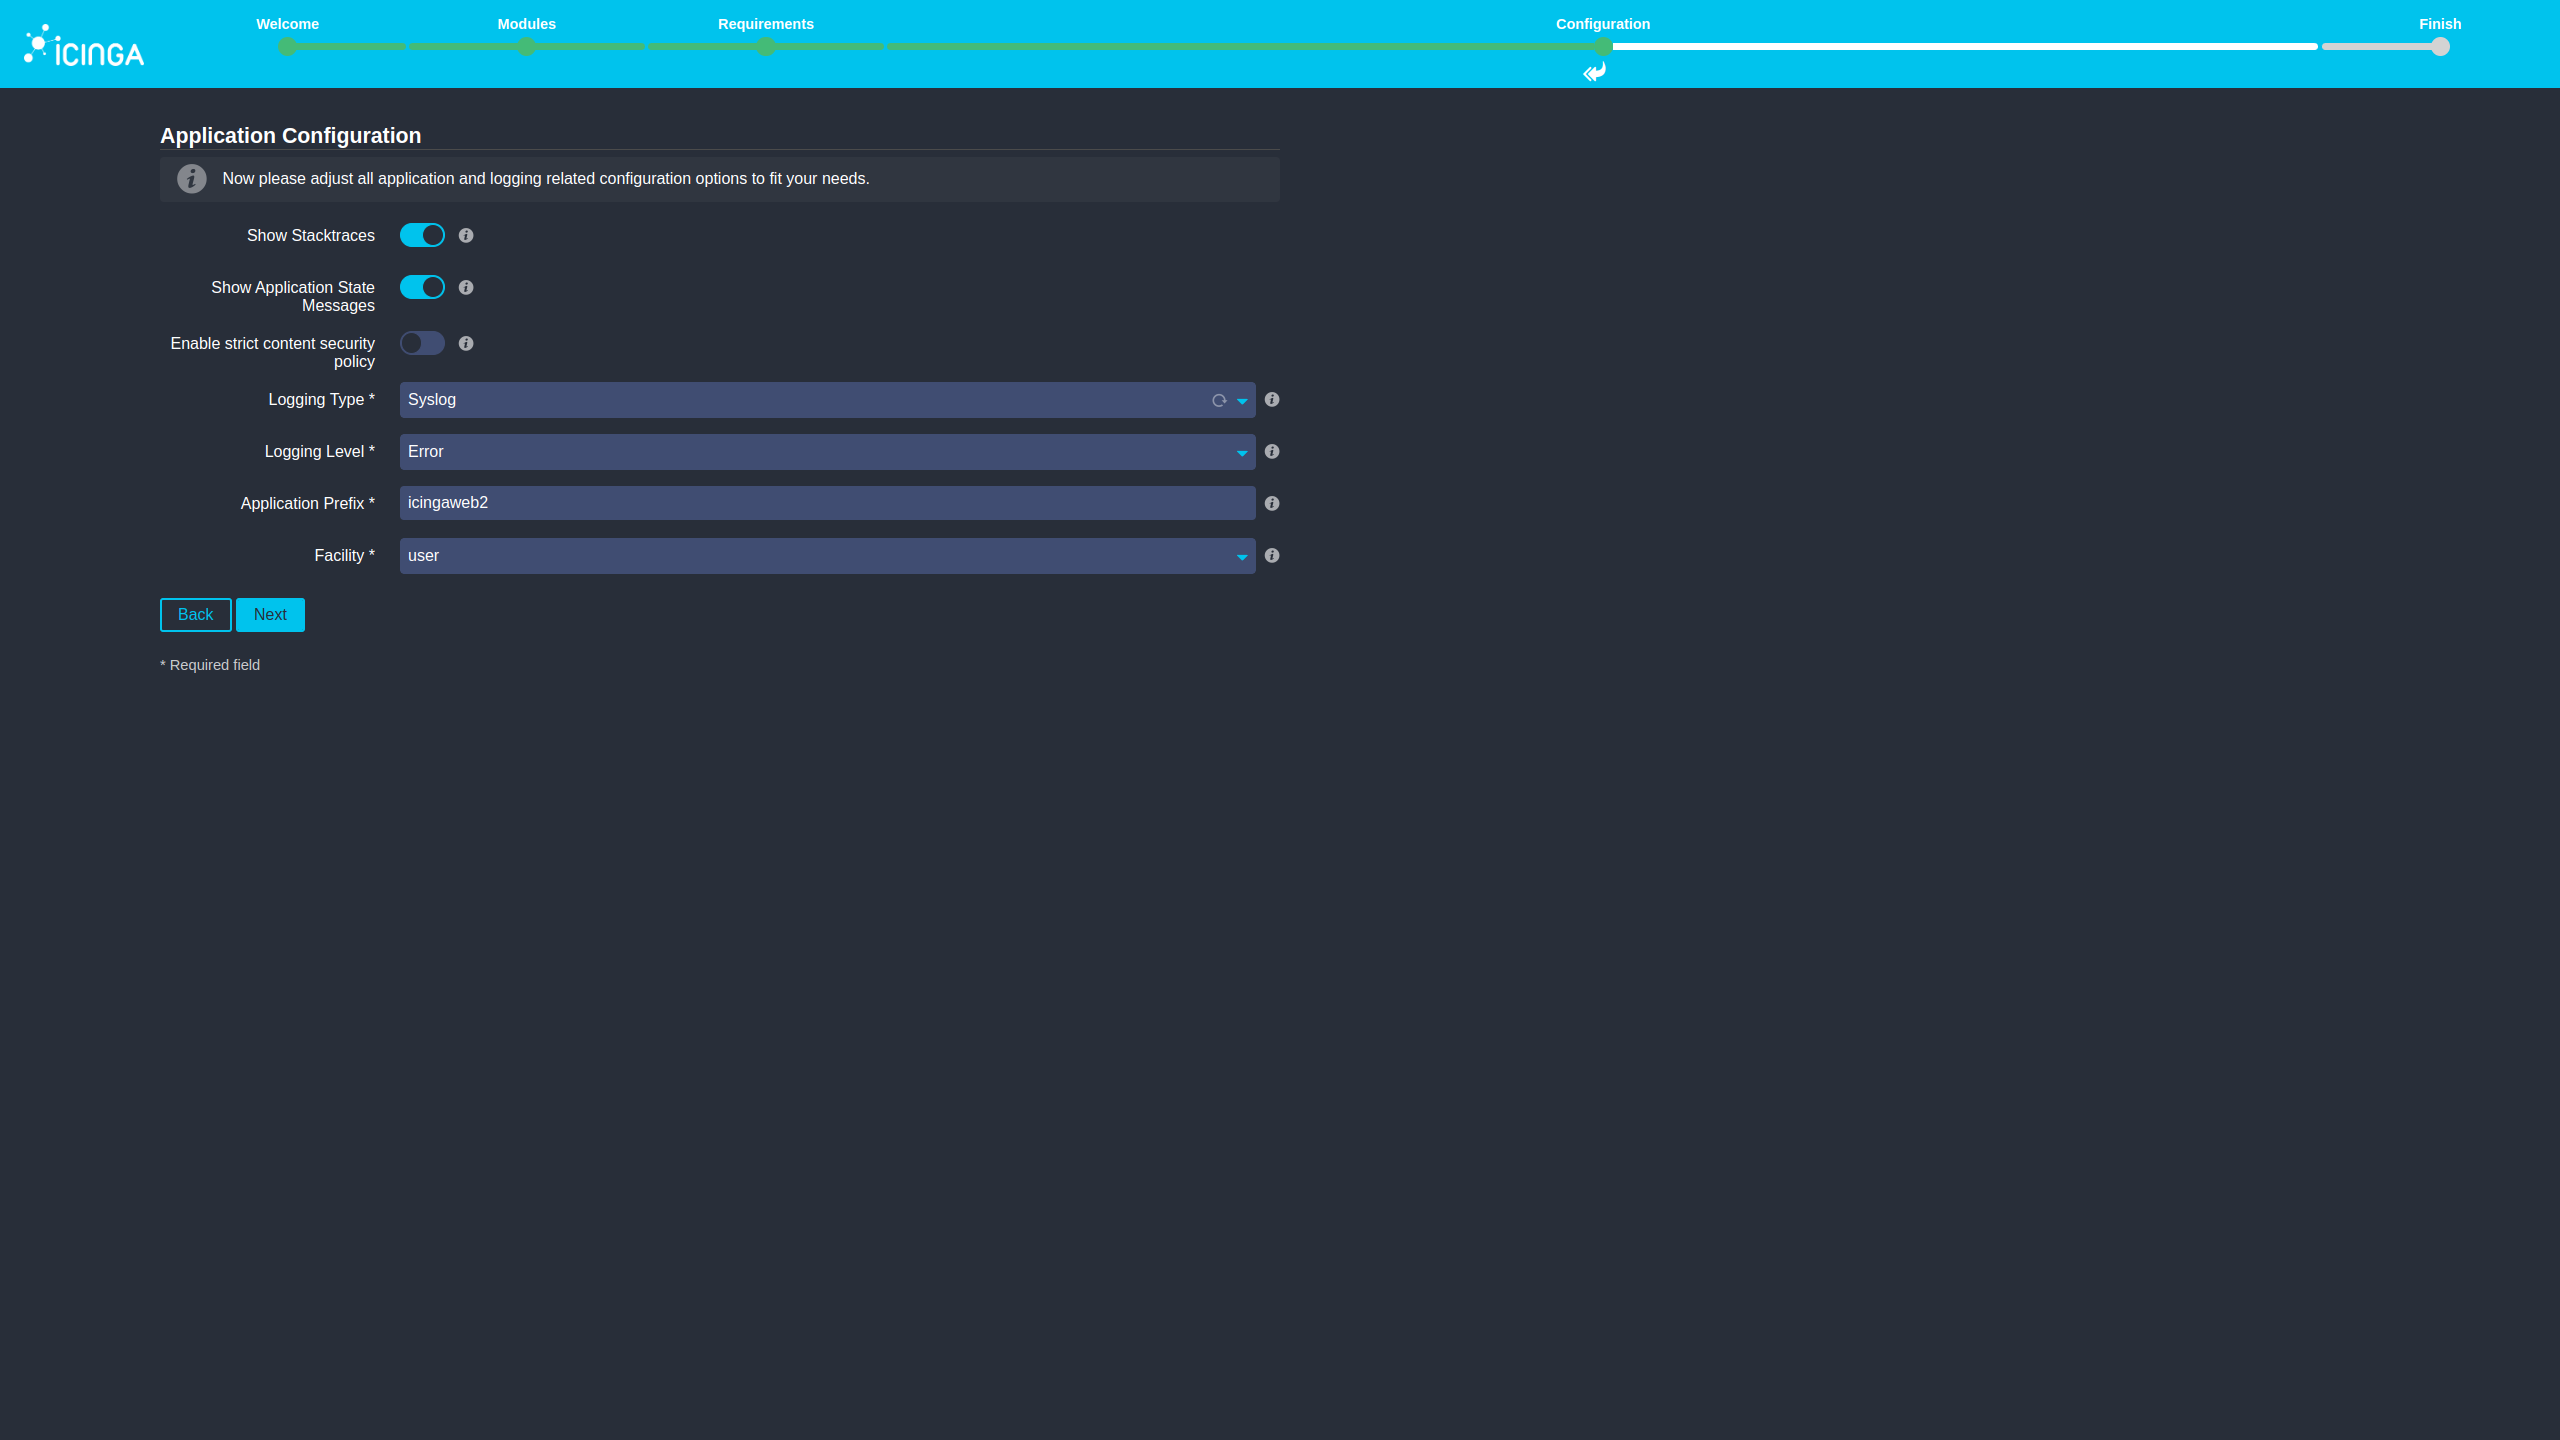 ICINGA
Welcome
Modules
Requirements
Configuration
Finish
Application Configuration
Now please adjust all application and logging related configuration options to fit your needs.
Show Stacktraces
Show Application State
Messages
Enable strict content security
policy
Logging Type *
Syslog
Logging Level *
Error
Application Prefix *
icingaweb2
Facility *
user
Back
Next
* Required field